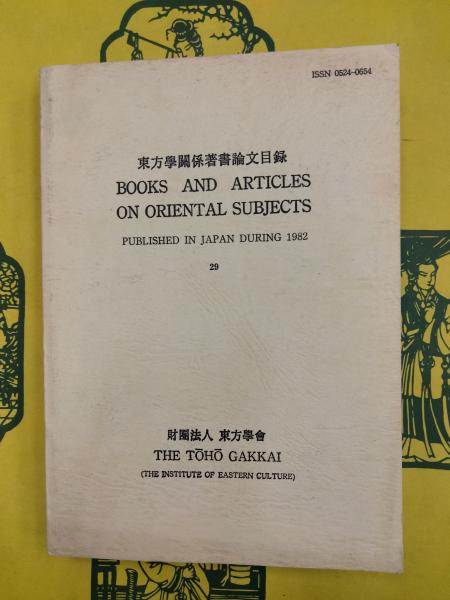 ISSN 0524-0654
東方學關係著書論文目録
BOOKS AND ARTICLES
ON ORIENTAL SUBJECTS
PUBLISHED IN JAPAN DURING 1982
29
財團法人 東方學會
THE TŌHŌ GAKKAI
(THE INSTITUTE OF EASTERN CULTURE)